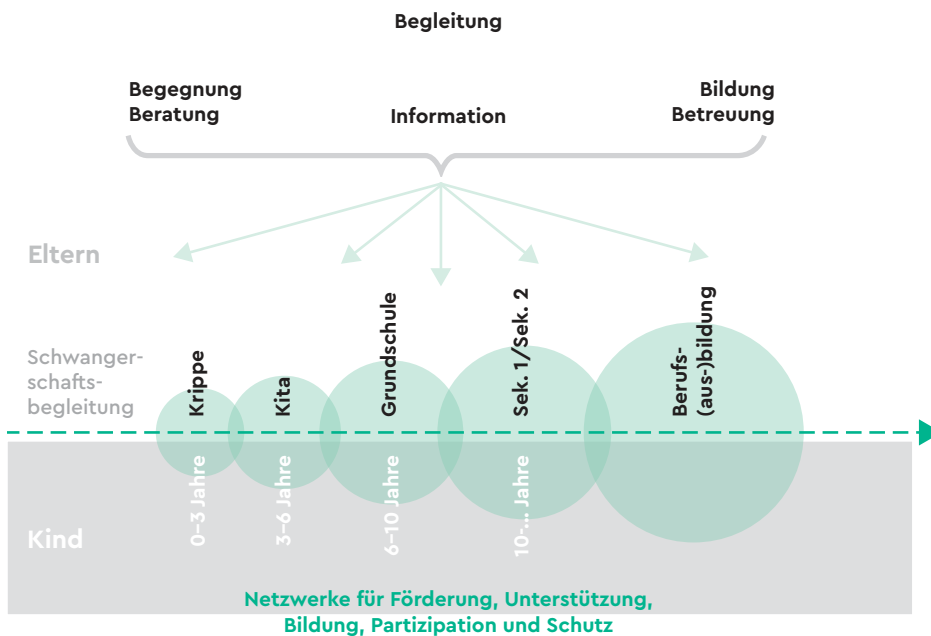 Begleitung
Begegnung
Beratung
Information
Bildung
Betreuung
Eltern
Schwanger-
schafts-
begleitung
Krippe
Kita
Grundschule
Sek. 1/Sek. 2
Berufs-
(aus-)bildung
Kind
0–3 Jahre
3–6 Jahre
6–10 Jahre
10-... Jahre
Netzwerke für Förderung, Unterstützung,
Bildung, Partizipation und Schutz